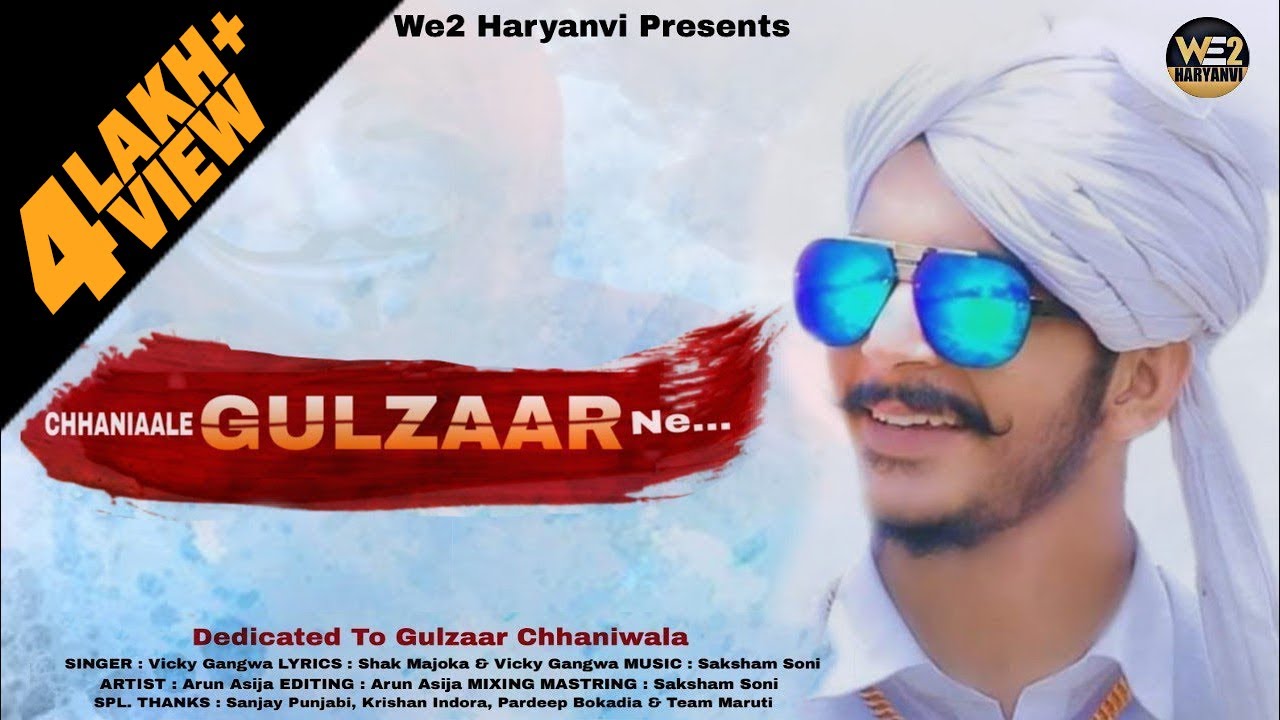 We2 Haryanvi Presents
WE2
HARYANVI
4 LAKH+
VIEW
CHHANIAALE GULZAAR Ne...
Dedicated To Gulzaar Chhaniwala
SINGER : Vicky Gangwa LYRICS : Shak Majoka & Vicky Gangwa MUSIC : Saksham Soni
ARTIST : Arun Asija EDITING : Arun Asija MIXING MASTRING : Saksham Soni
SPL. THANKS : Sanjay Punjabi, Krishan Indora, Pardeep Bokadia & Team Maruti